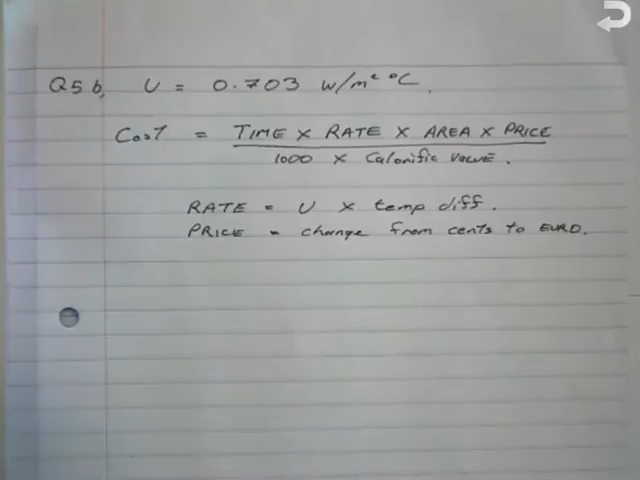 Q5 b, U = 0.703 W/m² °C.
Cost = TIME X RATE X AREA X PRICE
1000 X Calorific VALUE.
RATE = U X temp diff.
PRICE = change from cents to EURO.